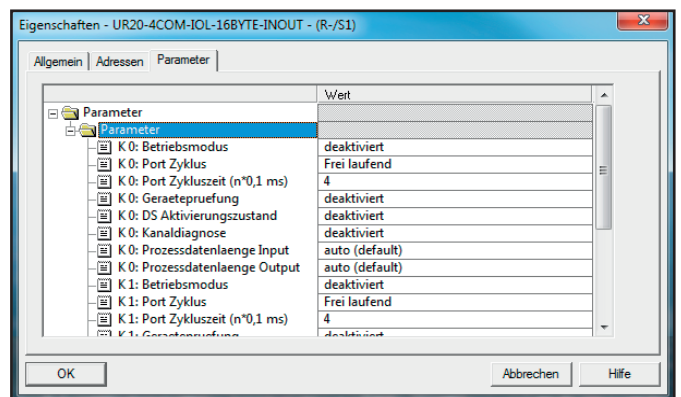 Eigenschaften - UR20-4COM-IOL-16BYTE-INOUT - (R-/S1)
Allgemein Adressen Parameter
Wert
Parameter
Parameter
K 0: Betriebsmodus deaktiviert
K 0: Port Zyklus Frei laufend
K 0: Port Zykluszeit (n*0,1 ms) 4
K 0: Geraetepruefung deaktiviert
K 0: DS Aktivierungszustand deaktiviert
K 0: Kanaldiagnose deaktiviert
K 0: Prozessdatenlaenge Input auto (default)
K 0: Prozessdatenlaenge Output auto (default)
K 1: Betriebsmodus deaktiviert
K 1: Port Zyklus Frei laufend
K 1: Port Zykluszeit (n*0,1 ms) 4
K 1: Geraetepruefung deaktiviert
OK Abbrechen Hilfe